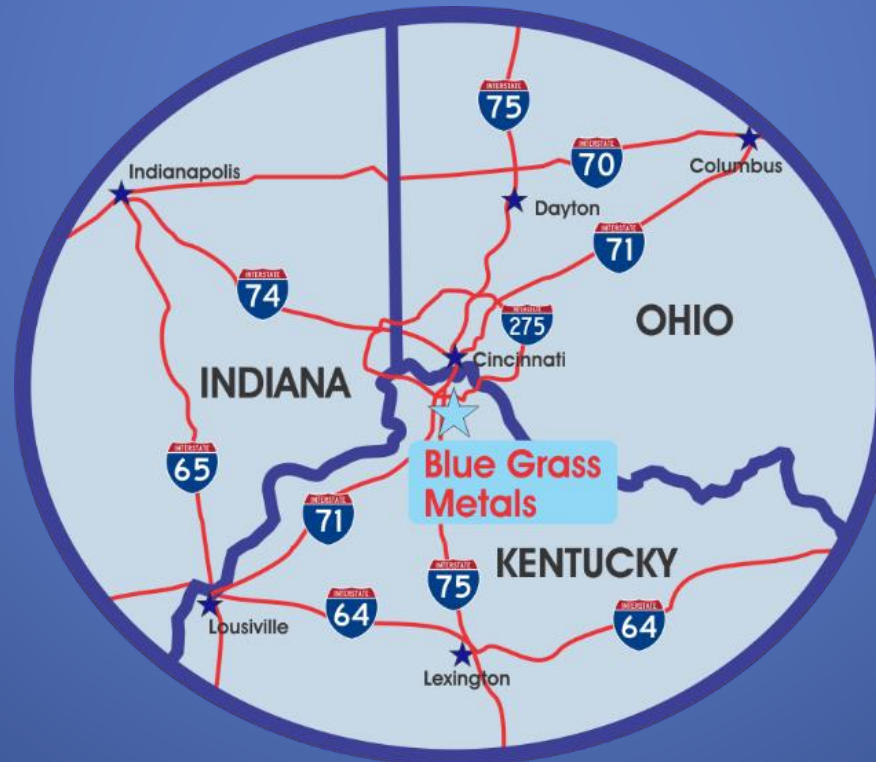 INTERSTATE
75
INTERSTATE
70
Columbus
Indianapolis
Dayton
INTERSTATE
71
INTERSTATE
74
INTERSTATE
275
OHIO
Cincinnati
INDIANA
Blue Grass
Metals
INTERSTATE
65
INTERSTATE
71
KENTUCKY
INTERSTATE
75
INTERSTATE
64
INTERSTATE
64
Lousiville
Lexington